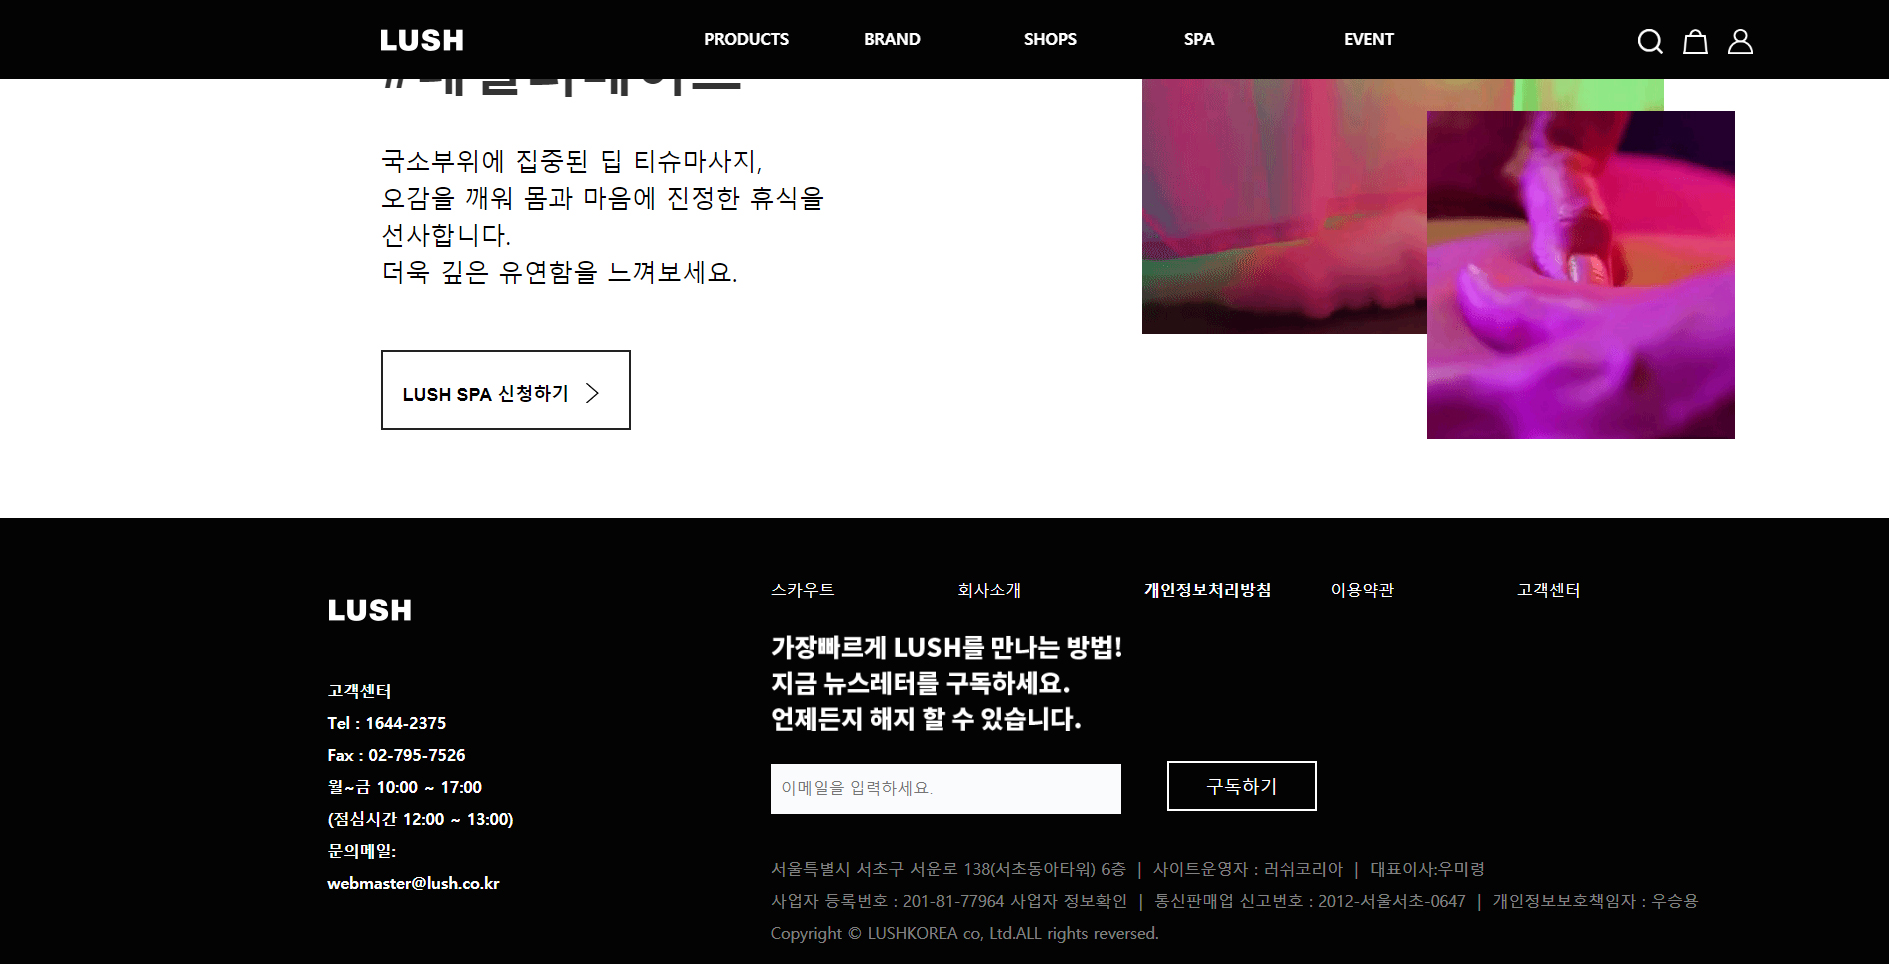 LUSH
PRODUCTS
BRAND
SHOPS
SPA
EVENT
국소부위에 집중된 딥 티슈마사지,
오감을 깨워 몸과 마음에 진정한 휴식을
선사합니다.
더욱 깊은 유연함을 느껴보세요.
LUSH SPA 신청하기
LUSH
고객센터
Tel : 1644-2375
Fax : 02-795-7526
월~금 10:00 ~ 17:00
(점심시간 12:00 ~ 13:00)
문의메일:
webmaster@lush.co.kr
스카우트
회사소개
개인정보처리방침
이용약관
고객센터
가장빠르게 LUSH를 만나는 방법!
지금 뉴스레터를 구독하세요.
언제든지 해지 할 수 있습니다.
이메일을 입력하세요.
구독하기
서울특별시 서초구 서운로 138(서초동아타워) 6층 | 사이트운영자 : 러쉬코리아 | 대표이사:우미령
사업자 등록번호 : 201-81-77964 사업자 정보확인 | 통신판매업 신고번호 : 2012-서울서초-0647 | 개인정보보호책임자 : 우승용
Copyright © LUSHKOREA co, Ltd.ALL rights reversed.